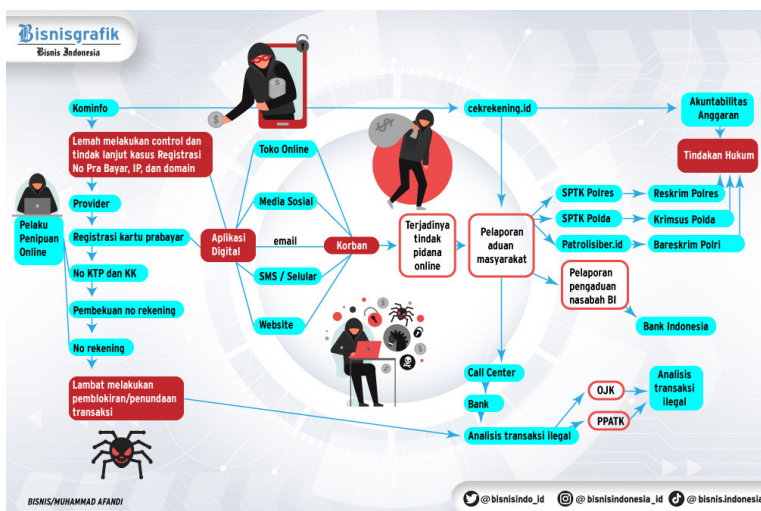 Bisnisgrafik
Bisnis Indonesia
Kominfo
cekrekening.id
Akuntabilitas
Anggaran
Lemah melakukan control dan
tindak lanjut kasus Registrasi
No Pra Bayar, IP, dan domain
Toko Online
Tindakan Hukum
Provider
Media Sosial
SPTK Polres
Reskrim Polres
Pelaku
Penipuan
Online
Registrasi kartu prabayar
Aplikasi
Digital
email
Korban
Terjadinya
tindak
pidana
online
Pelaporan
aduan
masyarakat
SPTK Polda
Krimsus Polda
Patrolisiber.id
Bareskrim Polri
No KTP dan KK
SMS / Selular
Pelaporan
pengaduan
nasabah BI
Pembekuan no rekening
Website
Bank Indonesia
No rekening
Call Center
Lambat melakukan
pemblokiran/penundaan
transaksi
Bank
OJK
Analisis
transaksi
ilegal
Analisis transaksi ilegal
PPATK
BISNIS/MUHAMMAD AFANDI
@bisnisindo_id
@ bisnisindonesia_id
@ bisnis.indonesia